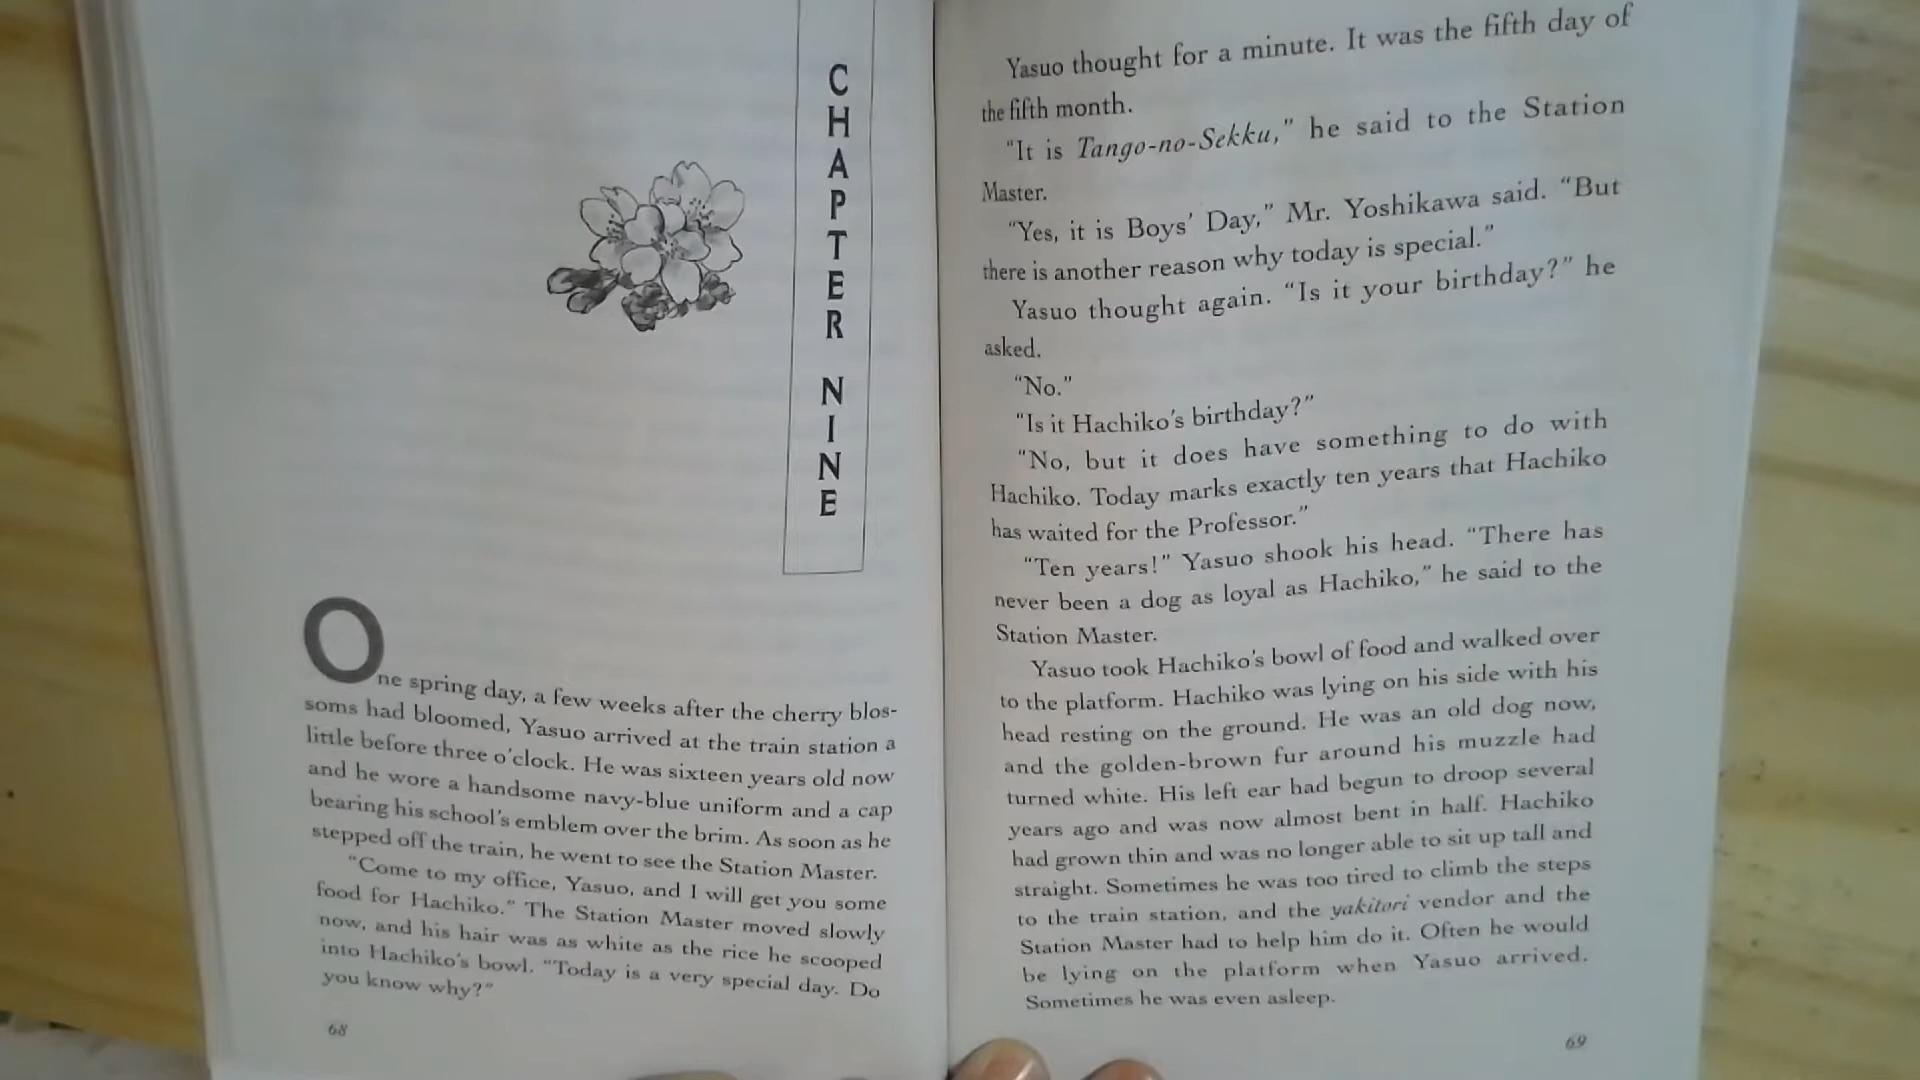 CHAPTER NINE
One spring day, a few weeks after the cherry blos-
soms had bloomed, Yasuo arrived at the train station a
little before three o'clock. He was sixteen years old now
and he wore a handsome navy-blue uniform and a cap
bearing his school's emblem over the brim. As soon as he
stepped off the train, he went to see the Station Master.
"Come to my office, Yasuo, and I will get you some
food for Hachiko." The Station Master moved slowly
now, and his hair was as white as the rice he scooped
into Hachiko's bowl. "Today is a very special day. Do
you know why?"
68
Yasuo thought for a minute. It was the fifth day of
the fifth month.
"It is Tango-no-Sekku," he said to the Station
Master.
"Yes, it is Boys' Day," Mr. Yoshikawa said. "But
there is another reason why today is special."
Yasuo thought again. "Is it your birthday?" he
asked.
"No."
"Is it Hachiko's birthday?"
"No, but it does have something to do with
Hachiko. Today marks exactly ten years that Hachiko
has waited for the Professor."
"Ten years!" Yasuo shook his head. "There has
never been a dog as loyal as Hachiko," he said to the
Station Master.
Yasuo took Hachiko's bowl of food and walked over
to the platform. Hachiko was lying on his side with his
head resting on the ground. He was an old dog now,
and the golden-brown fur around his muzzle had
turned white. His left ear had begun to droop several
years ago and was now almost bent in half. Hachiko
had grown thin and was no longer able to sit up tall and
straight. Sometimes he was too tired to climb the steps
to the train station, and the yakitori vendor and the
Station Master had to help him do it. Often he would
be lying on the platform when Yasuo arrived.
Sometimes he was even asleep.
69